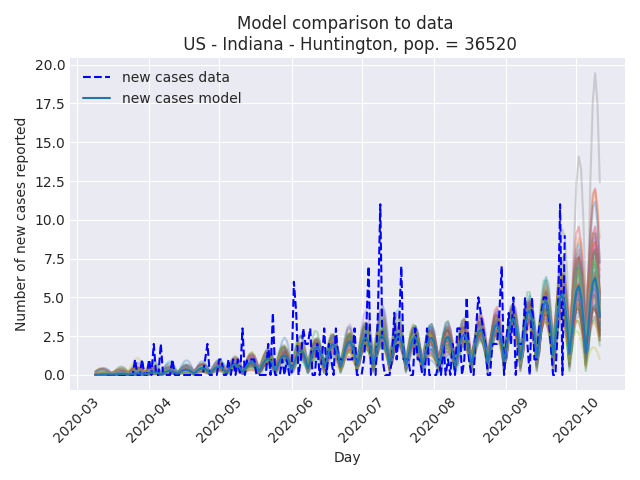 Model comparison to data
US - Indiana - Huntington, pop. = 36520
Number of new cases reported
20.0
17.5
15.0
12.5
10.0
7.5
5.0
2.5
0.0
new cases data
new cases model
2020-03
2020-04
2020-05
2020-06
2020-07
2020-08
2020-09
2020-10
Day